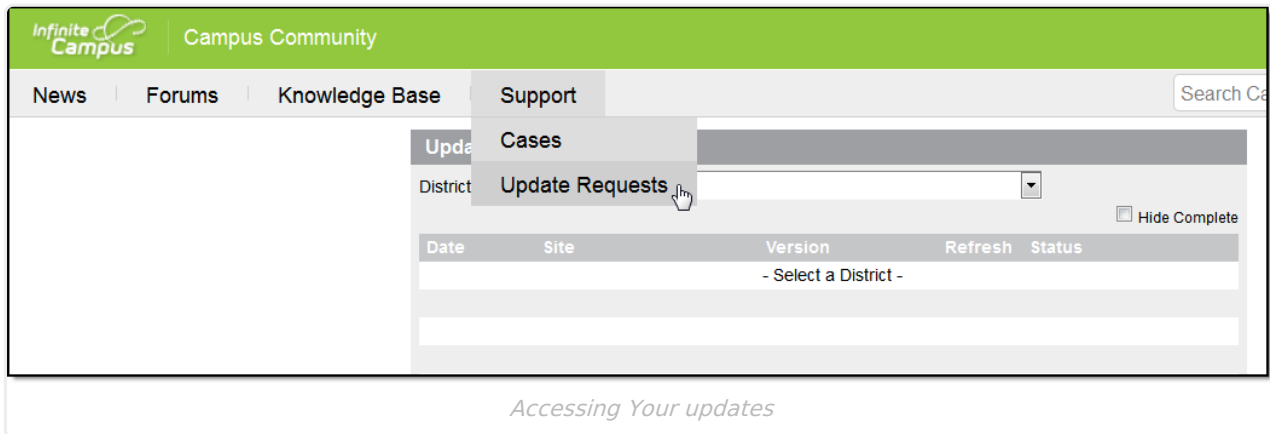 Infinite Campus Campus Community
News Forums Knowledge Base Support Search Ca
Upda Cases
District Update Requests
Hide Complete
Date Site Version Refresh Status
- Select a District -
Accessing Your updates